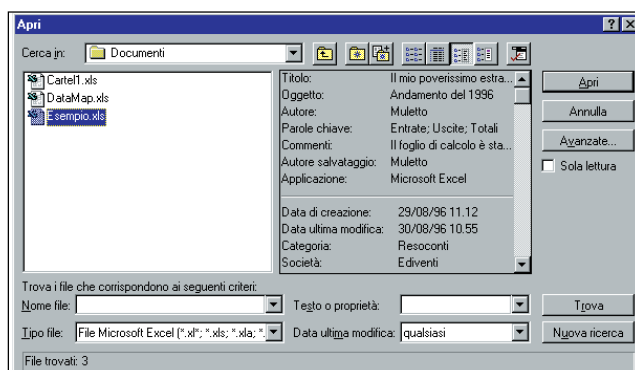 Apri
Cerca in: Documenti
Cartel1.xls
DataMap.xls
Esempio.xls
Titolo: Il mio poverissimo estra...
Oggetto: Andamento del 1996
Autore: Muletto
Parole chiave: Entrate; Uscite; Totali
Commenti: Il foglio di calcolo è sta...
Autore salvataggio: Muletto
Applicazione: Microsoft Excel
Data di creazione: 29/08/96 11.12
Data ultima modifica: 30/08/96 10.55
Categoria: Resoconti
Società: Ediventi
Apri
Annulla
Avanzate...
Sola lettura
Trova i file che corrispondono ai seguenti criteri:
Nome file: Testo o proprietà: Trova
Tipo file: File Microsoft Excel (*.xl*; *.xls; *.xla; *. Data ultima modifica: qualsiasi Nuova ricerca
File trovati: 3